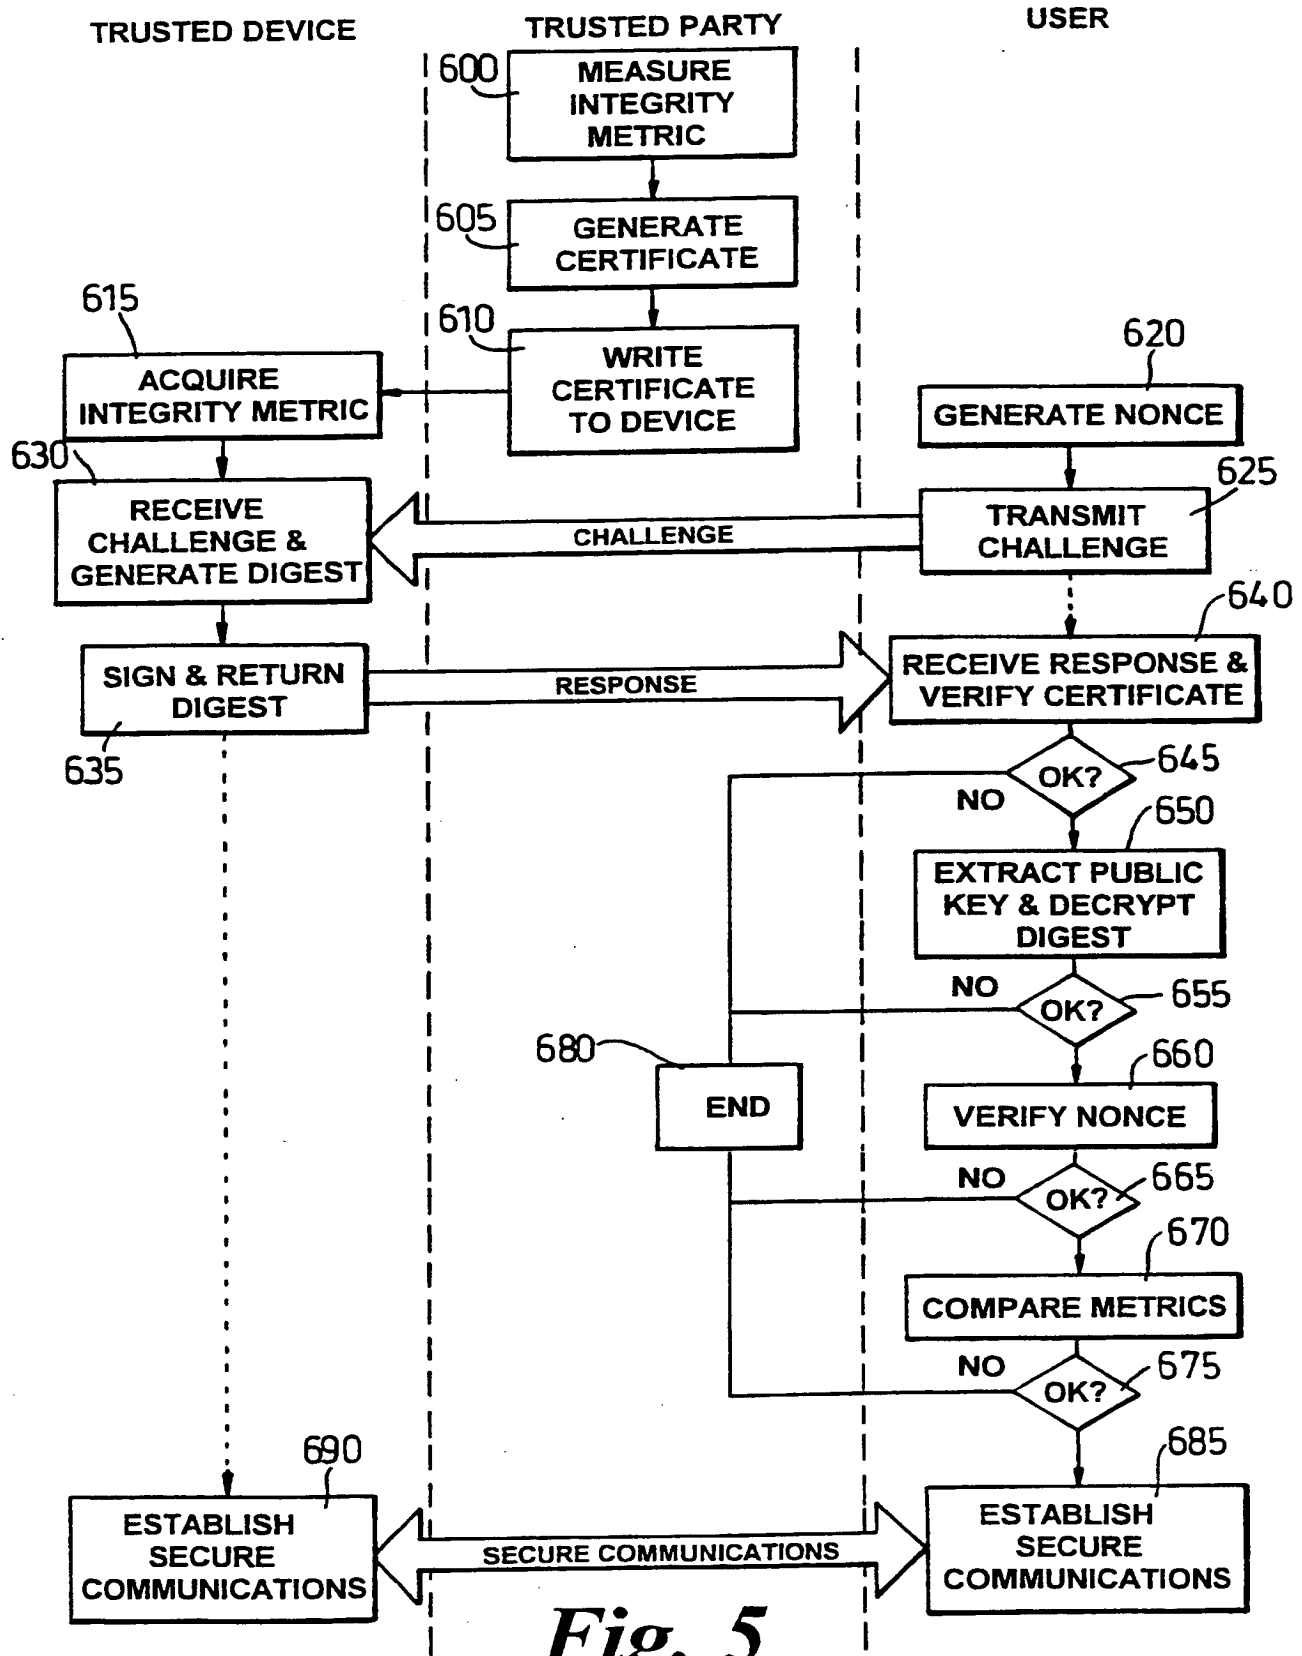 TRUSTED DEVICE
TRUSTED PARTY
USER
600
MEASURE
INTEGRITY
METRIC
605
GENERATE
CERTIFICATE
610
WRITE
CERTIFICATE
TO DEVICE
615
ACQUIRE
INTEGRITY METRIC
620
GENERATE NONCE
625
TRANSMIT
CHALLENGE
CHALLENGE
630
RECEIVE
CHALLENGE &
GENERATE DIGEST
SIGN & RETURN
DIGEST
635
RESPONSE
640
RECEIVE RESPONSE &
VERIFY CERTIFICATE
OK?
645
NO
650
EXTRACT PUBLIC
KEY & DECRYPT
DIGEST
NO
OK?
655
680
END
660
VERIFY NONCE
NO
OK?
665
670
COMPARE METRICS
NO
OK?
675
690
ESTABLISH
SECURE
COMMUNICATIONS
SECURE COMMUNICATIONS
685
ESTABLISH
SECURE
COMMUNICATIONS
Fig. 5